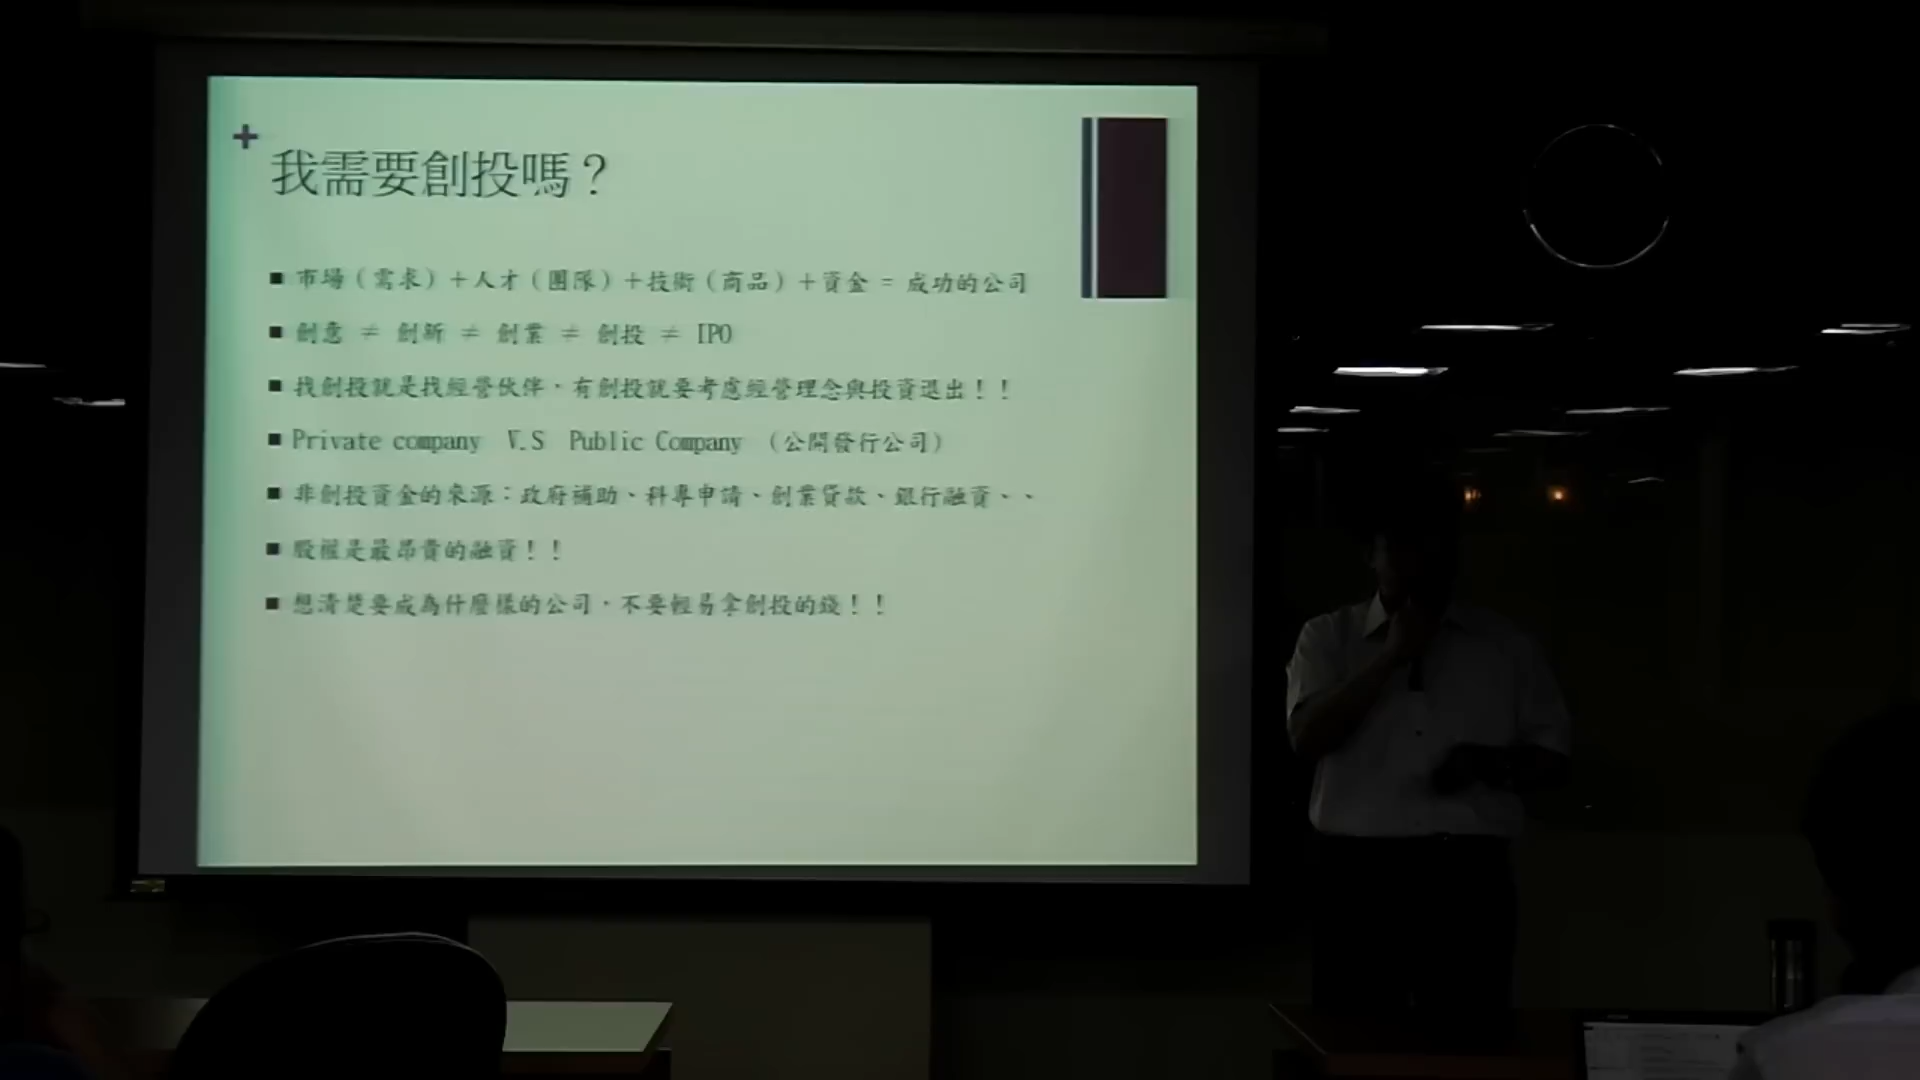 +
我需要創投嗎？
■ 市場（需求）＋人才（團隊）＋技術（商品）＋資金 = 成功的公司
■ 創意 ≠ 創新 ≠ 創業 ≠ 創投 ≠ IPO
■ 找創投就是找經營伙伴，有創投就要考慮經營理念與投資退出！！
■ Private company V.S Public Company （公開發行公司）
■ 非創投資金的來源：政府補助、科專申請、創業貸款、銀行融資、、
■ 股權是最昂貴的融資！！
■ 想清楚要成為什麼樣的公司，不要輕易拿創投的錢！！